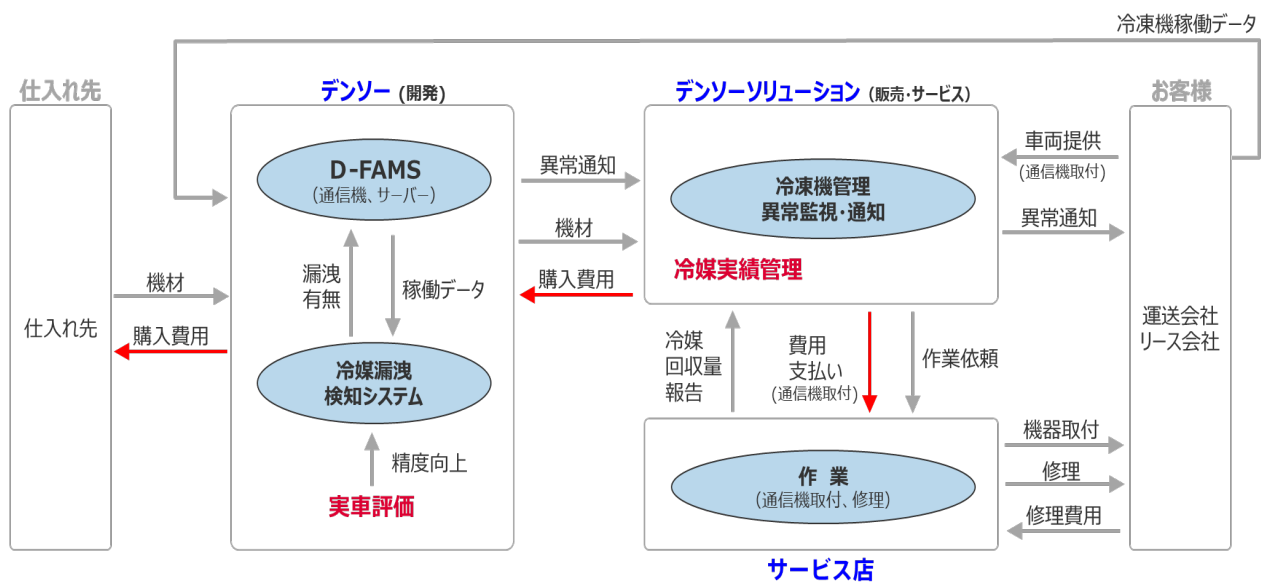 冷凍機稼働データ
仕入れ先
デンソー (開発)
デンソーソリューション (販売・サービス)
お客様
D-FAMS
(通信機、サーバー)
異常通知
冷凍機管理
異常監視・通知
車両提供
(通信機取付)
異常通知
機材
冷媒実績管理
購入費用
漏洩
有無
稼働データ
機材
購入費用
仕入れ先
運送会社
リース会社
冷媒漏洩
検知システム
冷媒
回収量
報告
費用
支払い
(通信機取付)
作業依頼
精度向上
実車評価
作 業
(通信機取付、修理)
機器取付
修理
修理費用
サービス店